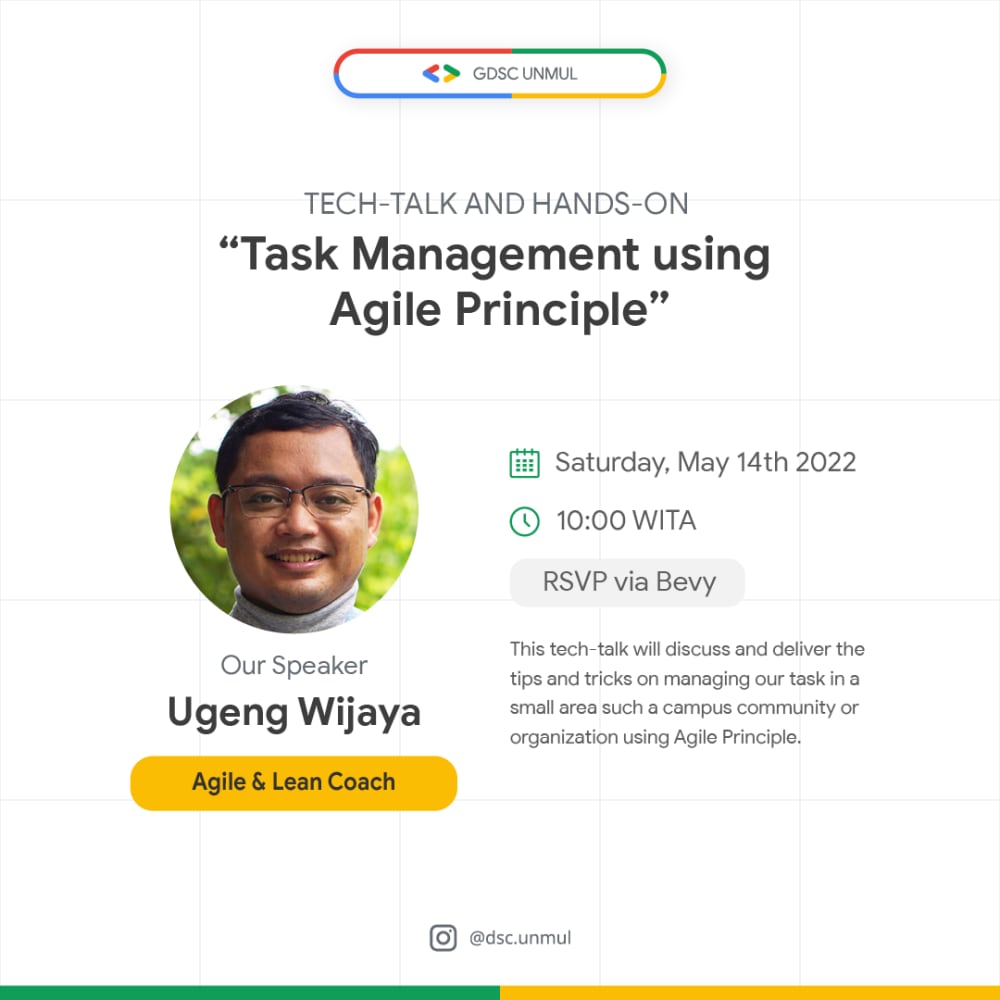 GDSC UNMUL
TECH-TALK AND HANDS-ON
“Task Management using
Agile Principle”
Our Speaker
Ugeng Wijaya
Agile & Lean Coach
Saturday, May 14th 2022
10:00 WITA
RSVP via Bevy
This tech-talk will discuss and deliver the
tips and tricks on managing our task in a
small area such a campus community or
organization using Agile Principle.
@dsc.unmul